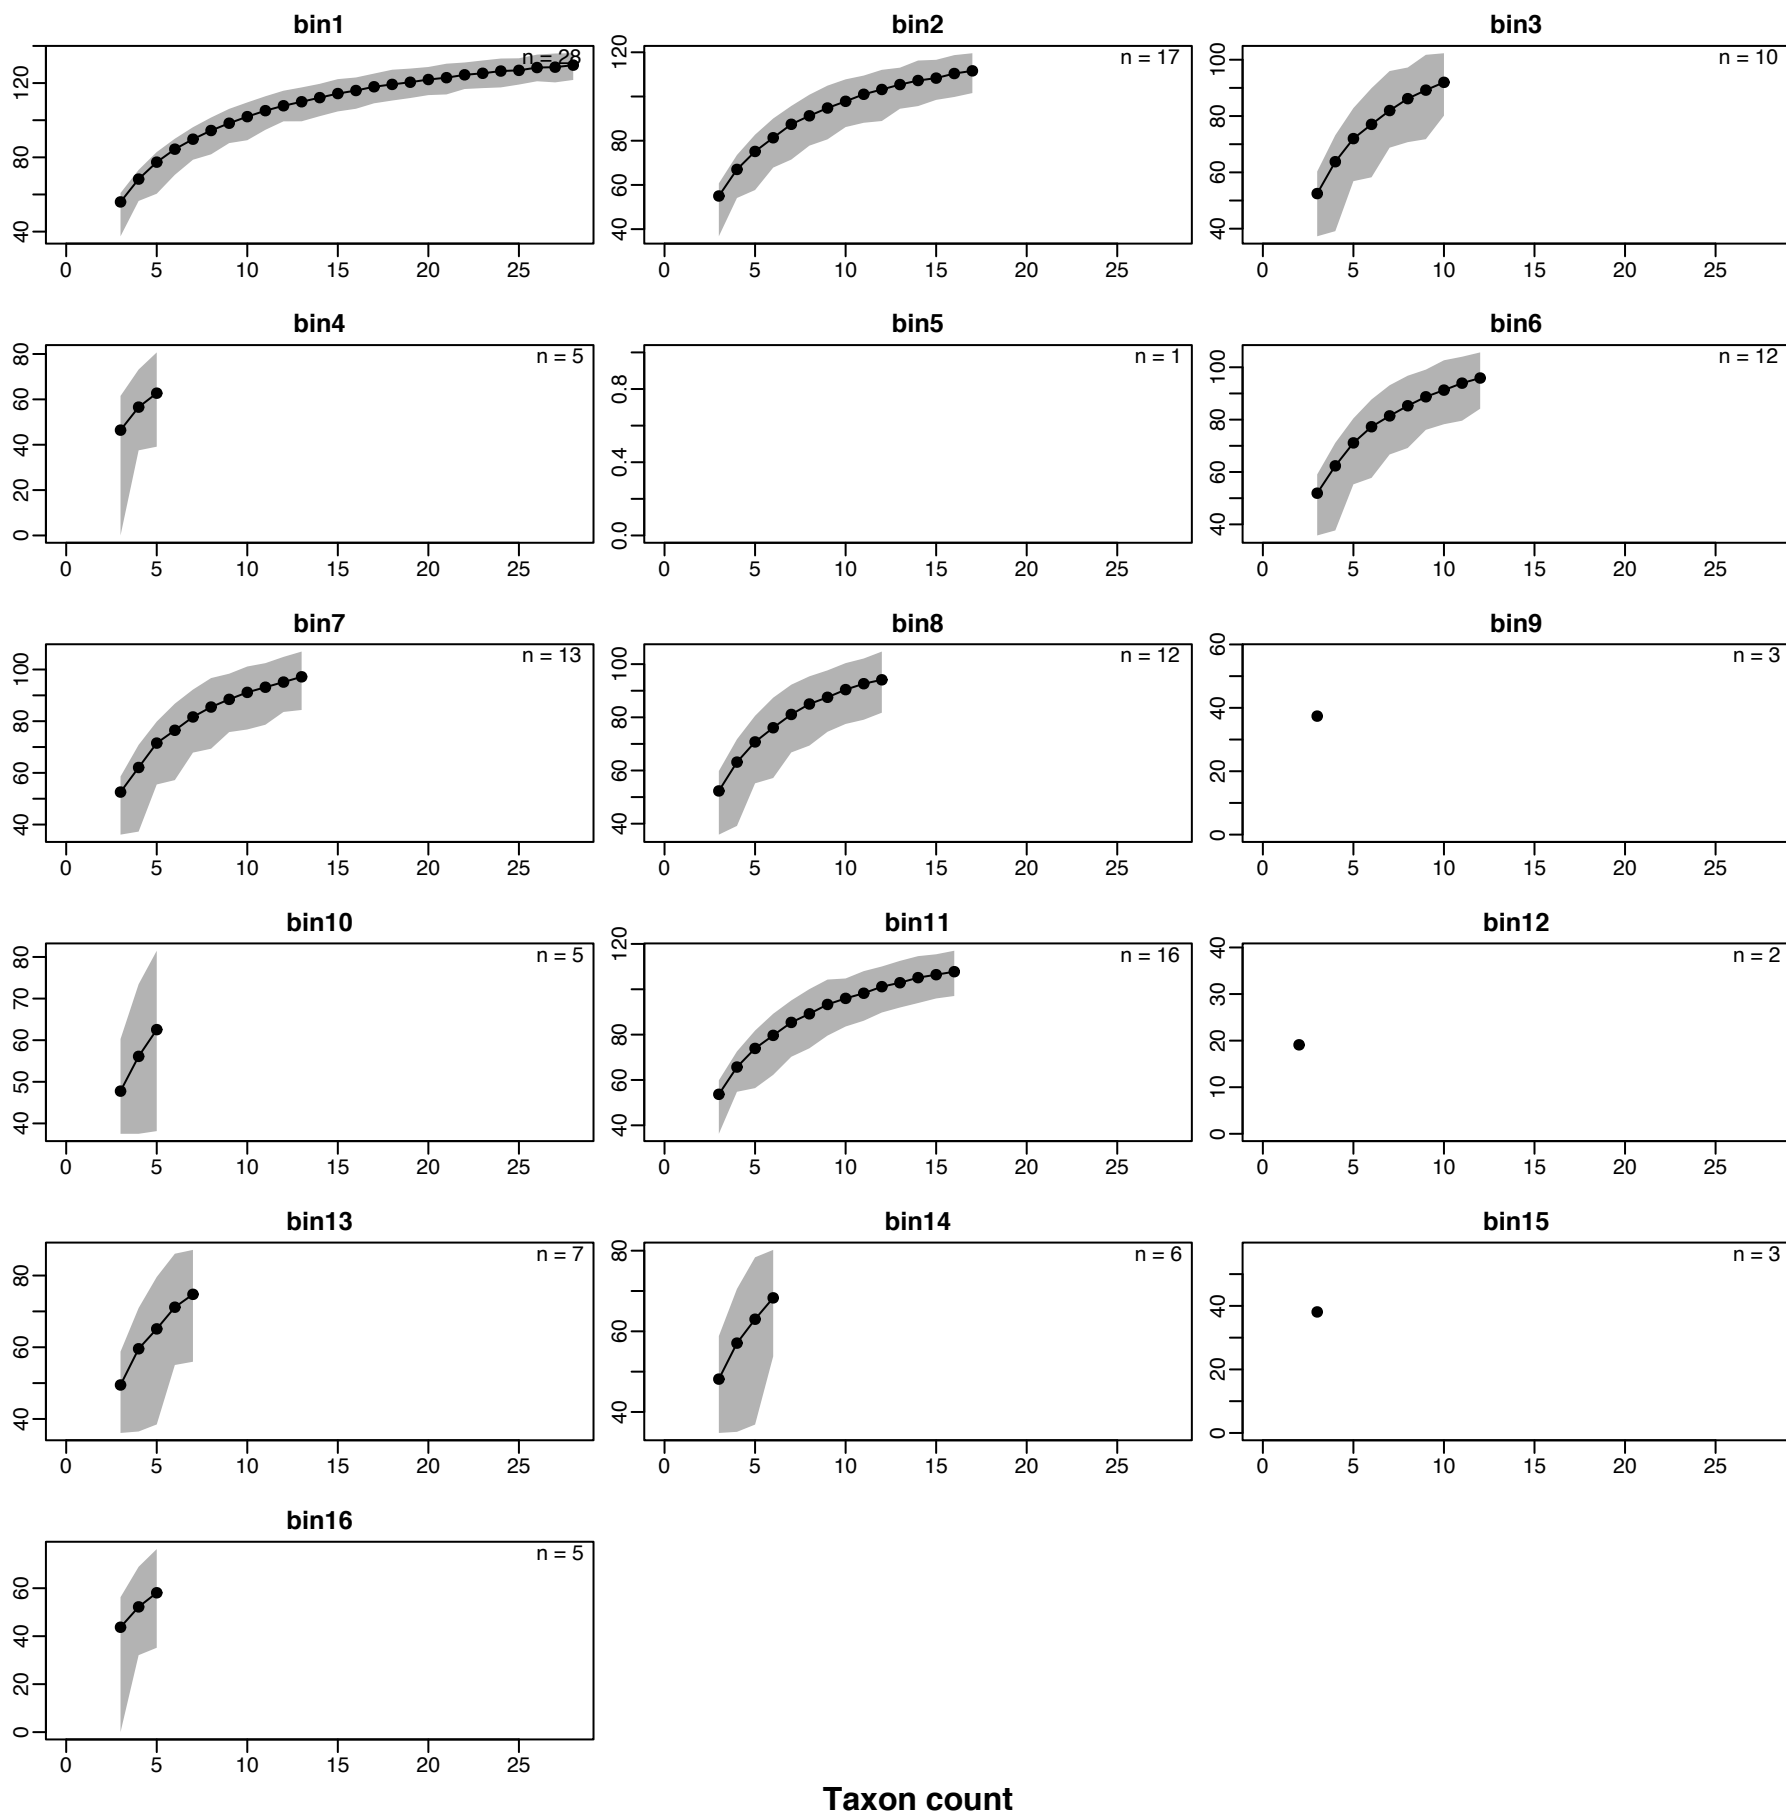 bin1 bin2 bin3
n = 28 n = 17 n = 10
40 80 120
40 60 80 120
40 60 80 100
0 5 10 15 20 25 0 5 10 15 20 25 0 5 10 15 20 25
bin4 bin5 bin6
n = 5 n = 1 n = 12
0 20 40 60 80
0.0 0.4 0.8
40 60 80 100
0 5 10 15 20 25 0 5 10 15 20 25 0 5 10 15 20 25
bin7 bin8 bin9
n = 13 n = 12 n = 3
40 60 80 100
40 60 80 100
0 20 40 60
0 5 10 15 20 25 0 5 10 15 20 25 0 5 10 15 20 25
bin10 bin11 bin12
n = 5 n = 16 n = 2
40 50 60 70 80
40 60 80 120
0 10 20 30 40
0 5 10 15 20 25 0 5 10 15 20 25 0 5 10 15 20 25
bin13 bin14 bin15
n = 7 n = 6 n = 3
40 60 80
40 60 80
0 20 40
0 5 10 15 20 25 0 5 10 15 20 25 0 5 10 15 20 25
bin16
n = 5
0 20 40 60
0 5 10 15 20 25
Taxon count